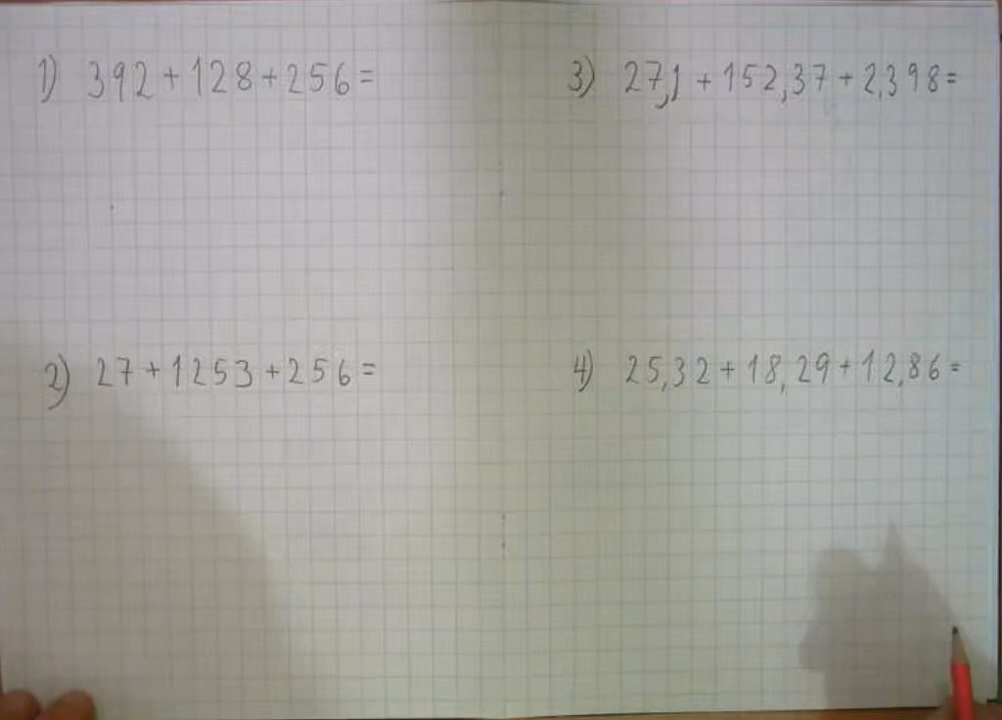 1) 392+128+256=
2) 27+1253+256=
3) 27,1+152,37+2,398=
4) 25,32+18,29+12,86=